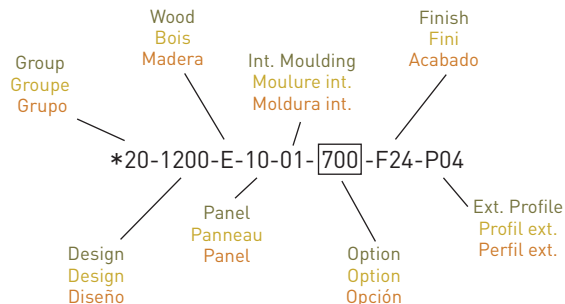 Wood
Bois
Madera
Finish
Fini
Acabado
Group
Groupe
Grupo
Int. Moulding
Moulure int.
Moldura int.
*20-1200-E-10-01-700-F24-P04
Panel
Panneau
Panel
Ext. Profile
Profil ext.
Perfil ext.
Design
Design
Diseño
Option
Option
Opción